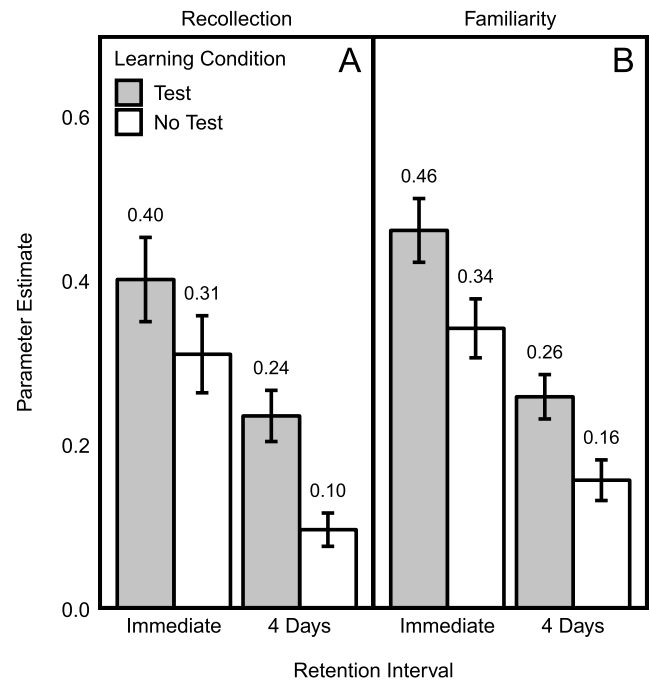 Recollection
Familiarity
Learning Condition
Test
No Test
A
B
Parameter Estimate
0.6
0.4
0.2
0.0
0.40
0.31
0.24
0.10
0.46
0.34
0.26
0.16
Immediate
4 Days
Immediate
4 Days
Retention Interval